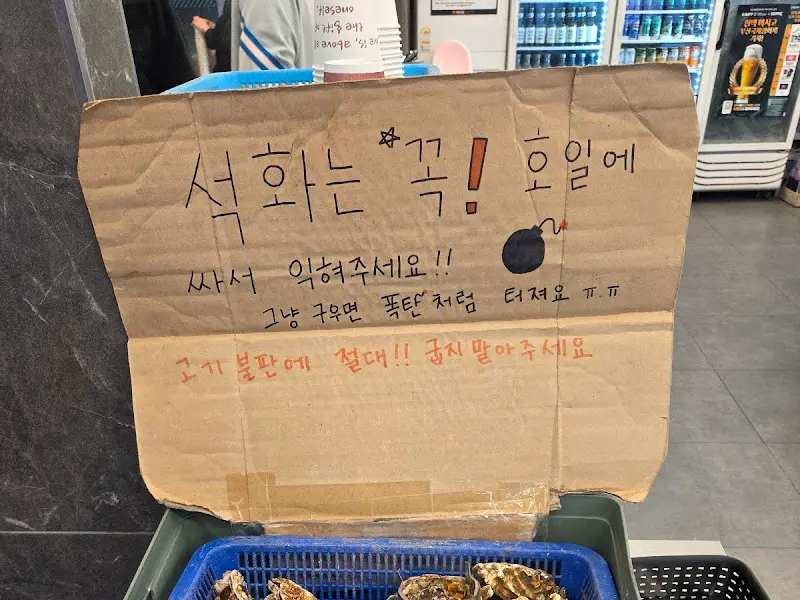 석화는 꼭! 호일에
싸서 익혀주세요!!
그냥 구우면 폭탄처럼 터져요 ㅠ.ㅠ
고기 불판에 절대!! 굽지 말아주세요